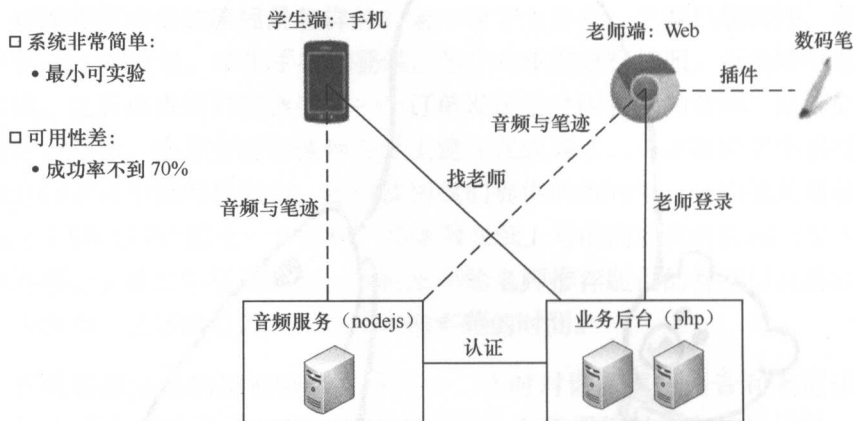 □ 系统非常简单:
• 最小可实验
□ 可用性差:
• 成功率不到 70%
学生端: 手机
老师端: Web
数码笔
插件
音频与笔迹
找老师
音频与笔迹
老师登录
音频服务（nodejs）
认证
业务后台（php）